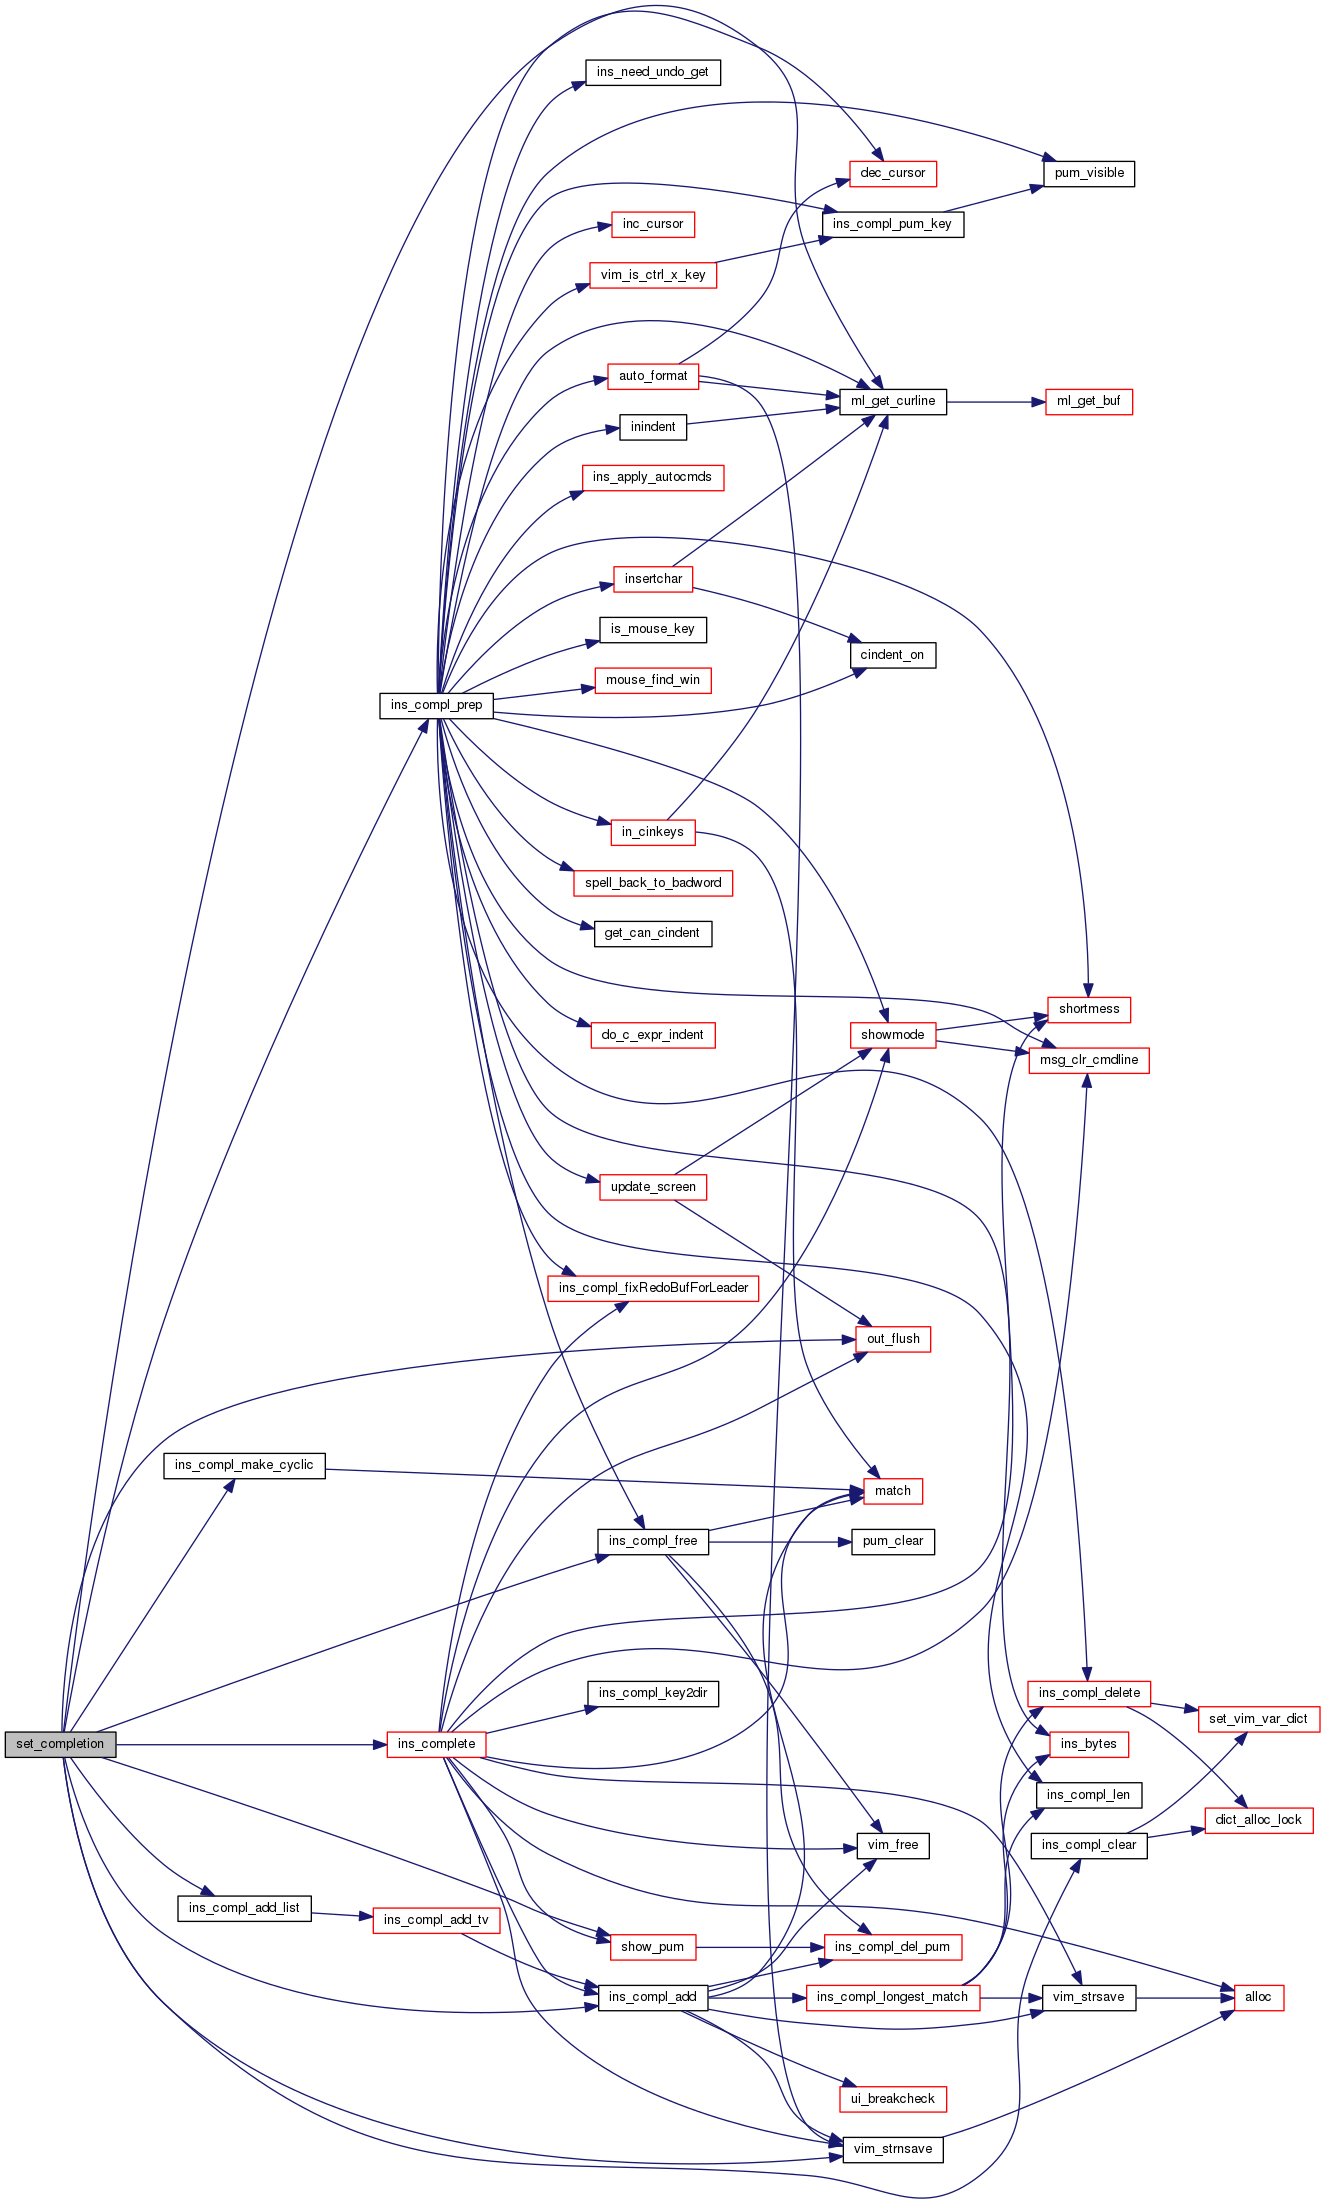 ins_need_undo_get
dec_cursor
pum_visible
inc_cursor
ins_compl_pum_key
vim_is_ctrl_x_key
auto_format
ml_get_curline
ml_get_buf
inindent
ins_apply_autocmds
insertchar
is_mouse_key
cindent_on
mouse_find_win
ins_compl_prep
in_cinkeys
spell_back_to_badword
get_can_cindent
shortmess
do_c_expr_indent
showmode
msg_clr_cmdline
update_screen
ins_compl_fixRedoBufForLeader
out_flush
ins_compl_make_cyclic
match
ins_compl_free
pum_clear
ins_compl_key2dir
ins_compl_delete
set_vim_var_dict
set_completion
ins_complete
ins_bytes
ins_compl_len
dict_alloc_lock
vim_free
ins_compl_clear
ins_compl_add_list
ins_compl_add_tv
show_pum
ins_compl_del_pum
ins_compl_add
ins_compl_longest_match
vim_strsave
alloc
ui_breakcheck
vim_strnsave